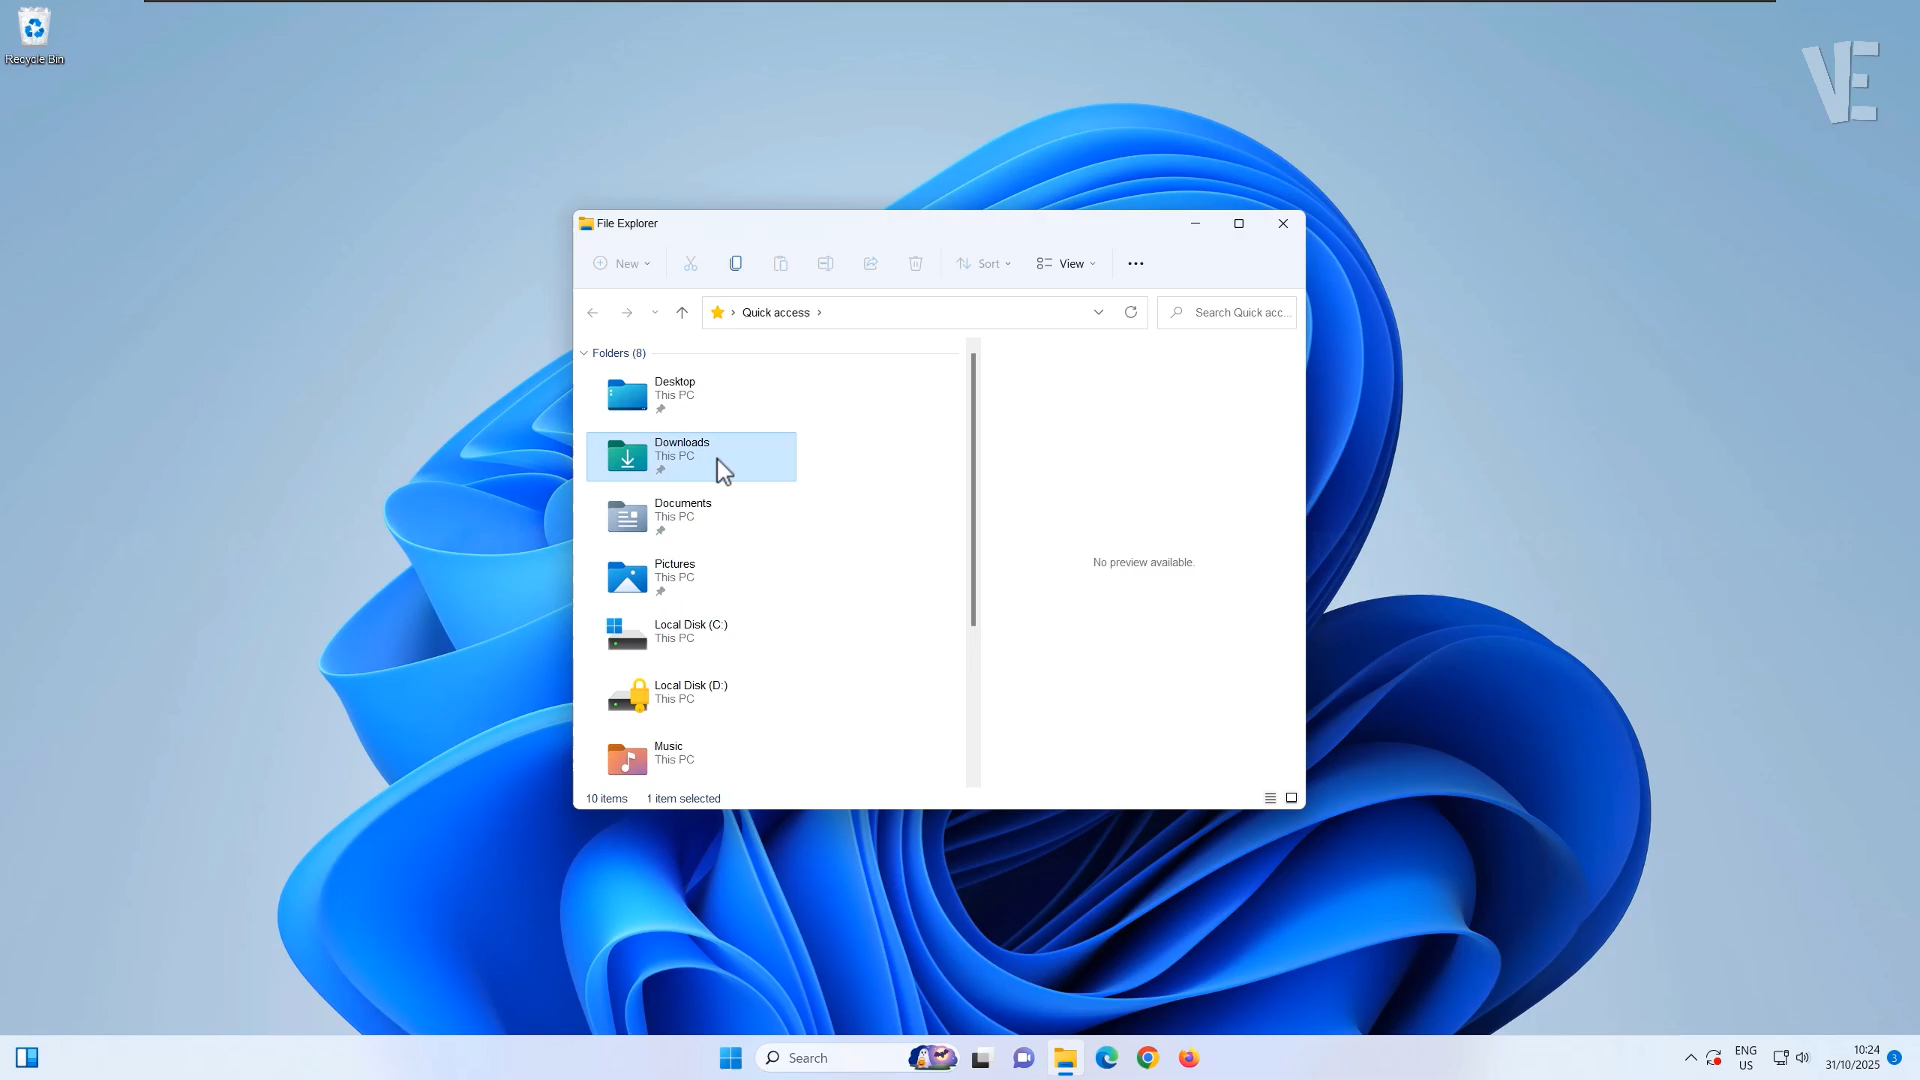 Recycle Bin
VE
File Explorer
New
Sort
View
Quick access
Search Quick acc...
Folders (8)
Desktop
This PC
Downloads
This PC
Documents
This PC
Pictures
This PC
Local Disk (C:)
This PC
Local Disk (D:)
This PC
Music
This PC
No preview available.
10 items 1 item selected
Search
ENG
US
10:24
31/10/2025
3